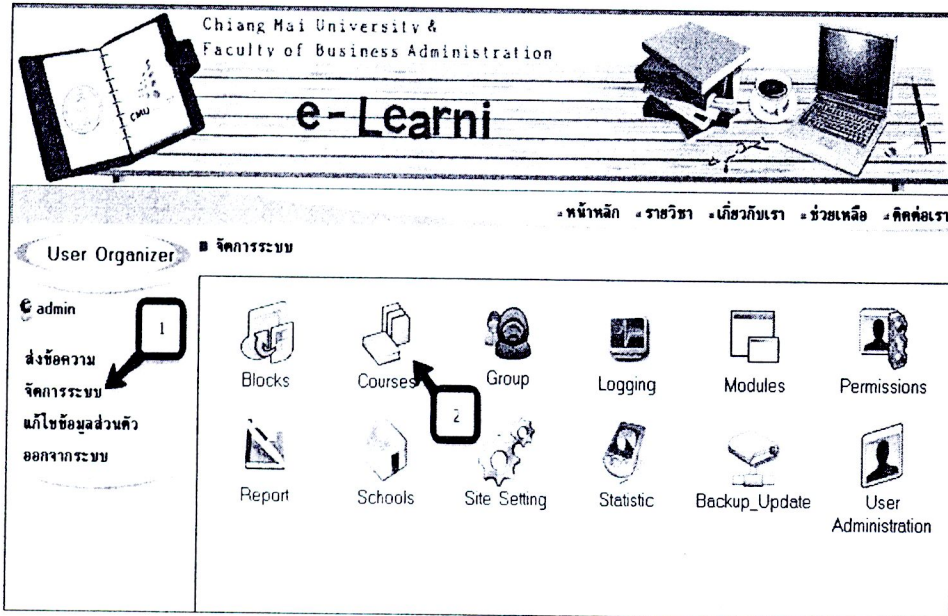 Chiang Mai University &
Faculty of Business Administration
CMU
e-Learni
หน้าหลัก รายวิชา เกี่ยวกับเรา ช่วยเหลือ ติดต่อเรา
User Organizer
จัดการระบบ
admin
1
ส่งข้อความ
จัดการระบบ
แก้ไขข้อมูลส่วนตัว
ออกจากระบบ
Blocks Courses Group Logging Modules Permissions
2
Report Schools Site Setting Statistic Backup_Update User Administration